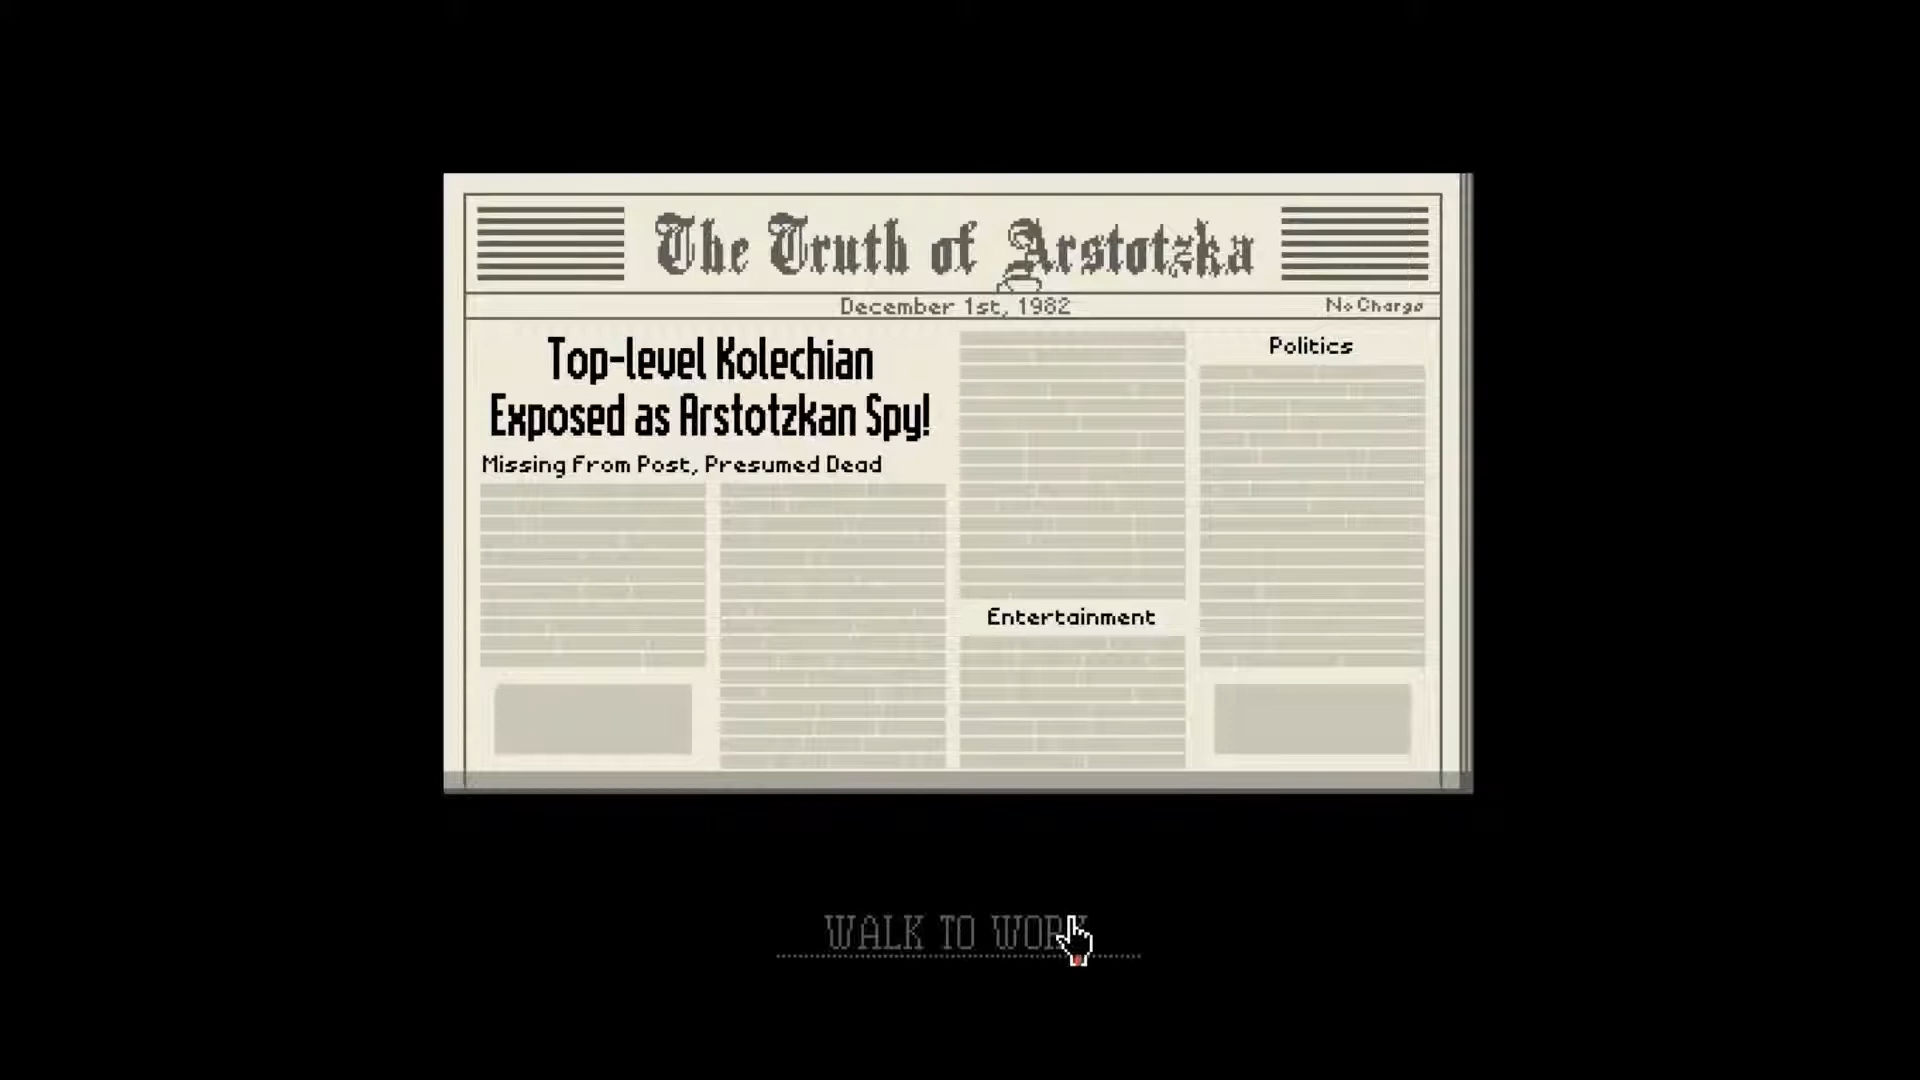 The Truth of Arstotzka
December 1st, 1982
No Charge
Top-level Kolechian
Exposed as Arstotzkan Spy!
Missing From Post, Presumed Dead
Entertainment
Politics
WALK TO WORK